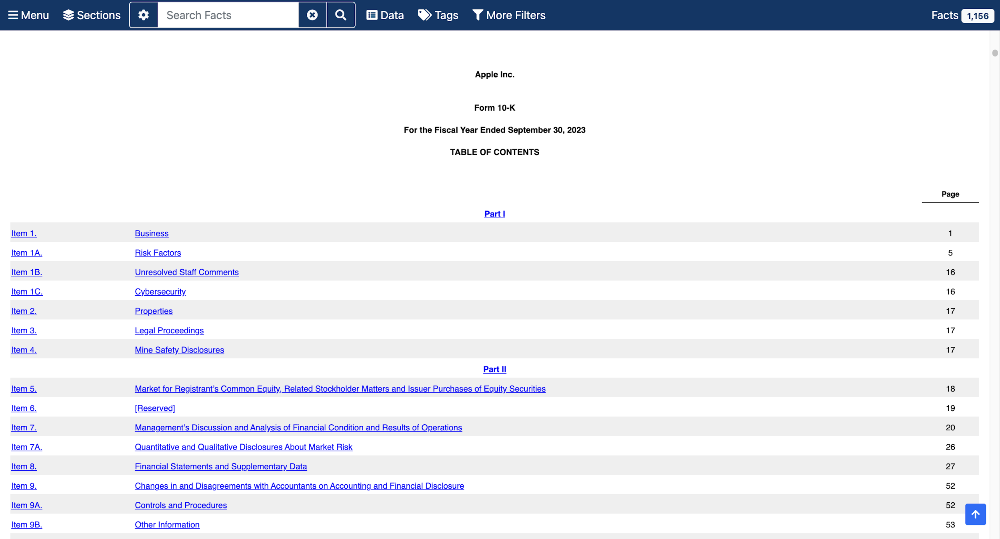 Menu Sections Search Facts Data Tags More Filters Facts 1,156
Apple Inc.
Form 10-K
For the Fiscal Year Ended September 30, 2023
TABLE OF CONTENTS
Page
Part I
Item 1. Business 1
Item 1A. Risk Factors 5
Item 1B. Unresolved Staff Comments 16
Item 1C. Cybersecurity 16
Item 2. Properties 17
Item 3. Legal Proceedings 17
Item 4. Mine Safety Disclosures 17
Part II
Item 5. Market for Registrant’s Common Equity, Related Stockholder Matters and Issuer Purchases of Equity Securities 18
Item 6. [Reserved] 19
Item 7. Management’s Discussion and Analysis of Financial Condition and Results of Operations 20
Item 7A. Quantitative and Qualitative Disclosures About Market Risk 26
Item 8. Financial Statements and Supplementary Data 27
Item 9. Changes in and Disagreements with Accountants on Accounting and Financial Disclosure 52
Item 9A. Controls and Procedures 52
Item 9B. Other Information 53